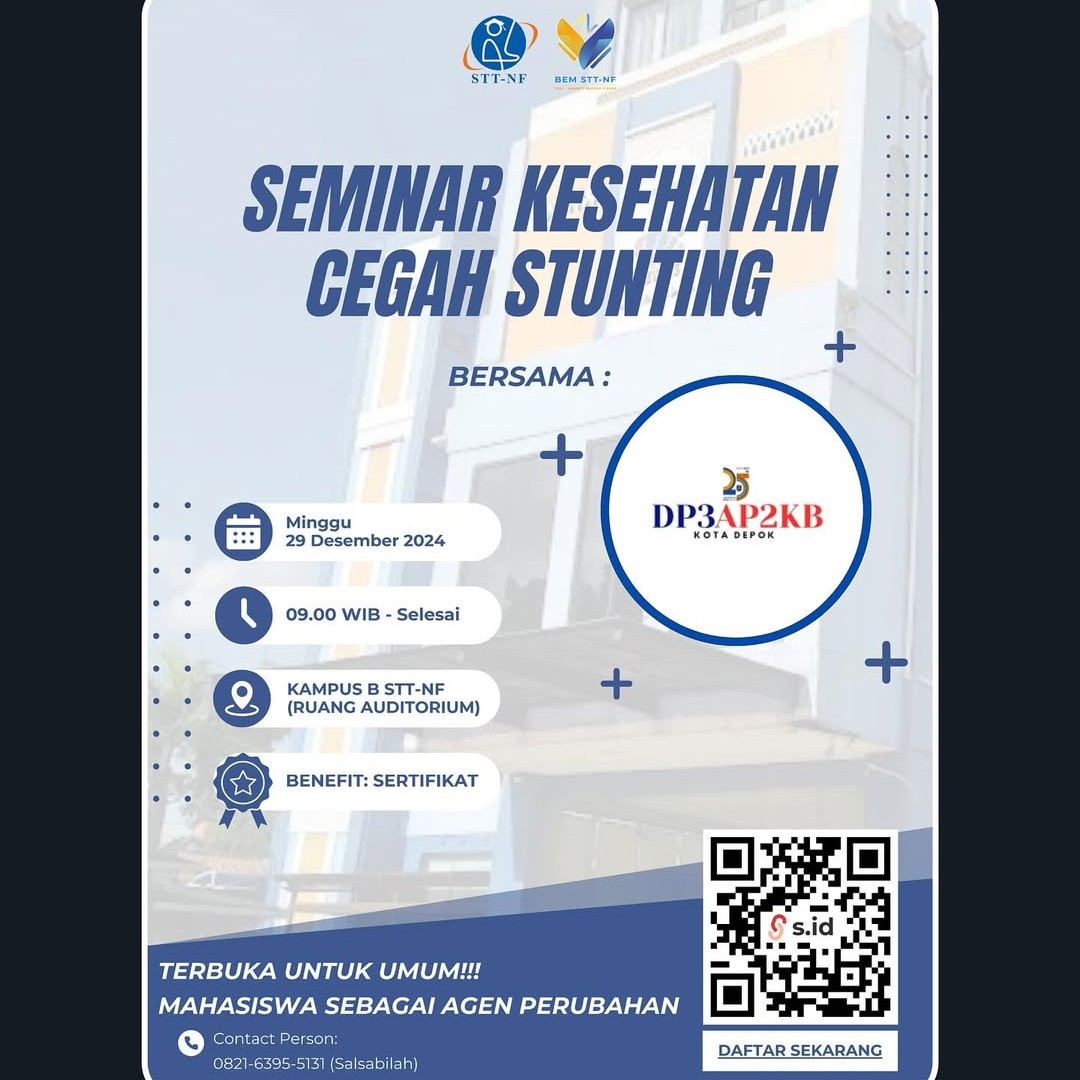 STT-NF
BEM STT-NF
SEMINAR KESEHATAN
CEGAH STUNTING
BERSAMA :
DP3AP2KB
KOTA DEPOK
Minggu
29 Desember 2024
09.00 WIB - Selesai
KAMPUS B STT-NF
(RUANG AUDITORIUM)
BENEFIT: SERTIFIKAT
s.id
TERBUKA UNTUK UMUM!!!
MAHASISWA SEBAGAI AGEN PERUBAHAN
Contact Person:
0821-6395-5131 (Salsabilah)
DAFTAR SEKARANG